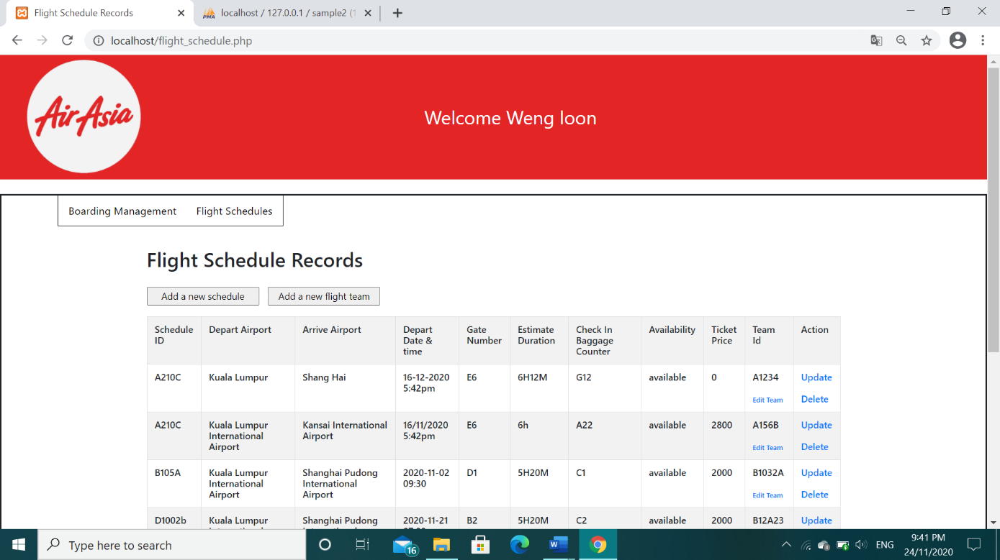 Flight Schedule Records
localhost / 127.0.0.1 / sample2 (1
localhost/flight_schedule.php
AirAsia
Welcome Weng loon
Boarding Management Flight Schedules
Flight Schedule Records
Add a new schedule Add a new flight team
Schedule ID Depart Airport Arrive Airport Depart Date & time Gate Number Estimate Duration Check In Baggage Counter Availability Ticket Price Team Id Action
A210C Kuala Lumpur Shang Hai 16-12-2020 5:42pm E6 6H12M G12 available 0 A1234 Edit Team Update Delete
A210C Kuala Lumpur International Airport Kansai International Airport 16/11/2020 5:42pm E6 6h A22 available 2800 A156B Edit Team Update Delete
B105A Kuala Lumpur International Airport Shanghai Pudong International Airport 2020-11-02 09:30 D1 5H20M C1 available 2000 B1032A Edit Team Update Delete
D1002b Kuala Lumpur Shanghai Pudong 2020-11-21 B2 5H20M C2 available 2000 B12A23 Update
Type here to search
16
ENG
9:41 PM
24/11/2020